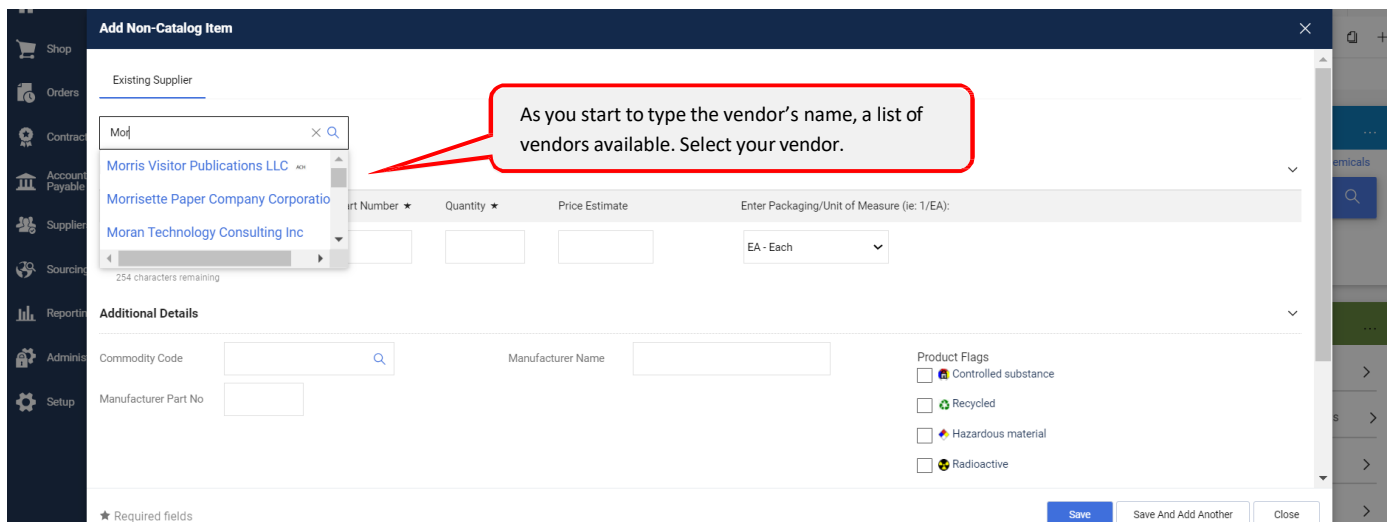 Add Non-Catalog Item
Shop
Existing Supplier
Orders
As you start to type the vendor's name, a list of
vendors available. Select your vendor.
Mor
Contrac
...
Morris Visitor Publications LLC ACH
emicals
Account
Payable
Morrisette Paper Company Corporatio
art Number ★ Quantity ★ Price Estimate Enter Packaging/Unit of Measure (ie: 1/EA):
Supplier
Moran Technology Consulting Inc
EA - Each
Sourcing
254 characters remaining
Reportin
Additional Details
...
Adminis
Commodity Code
Manufacturer Name
Product Flags
Controlled substance
Setup
Manufacturer Part No
Recycled
s
Hazardous material
Radioactive
★ Required fields
Save Save And Add Another Close